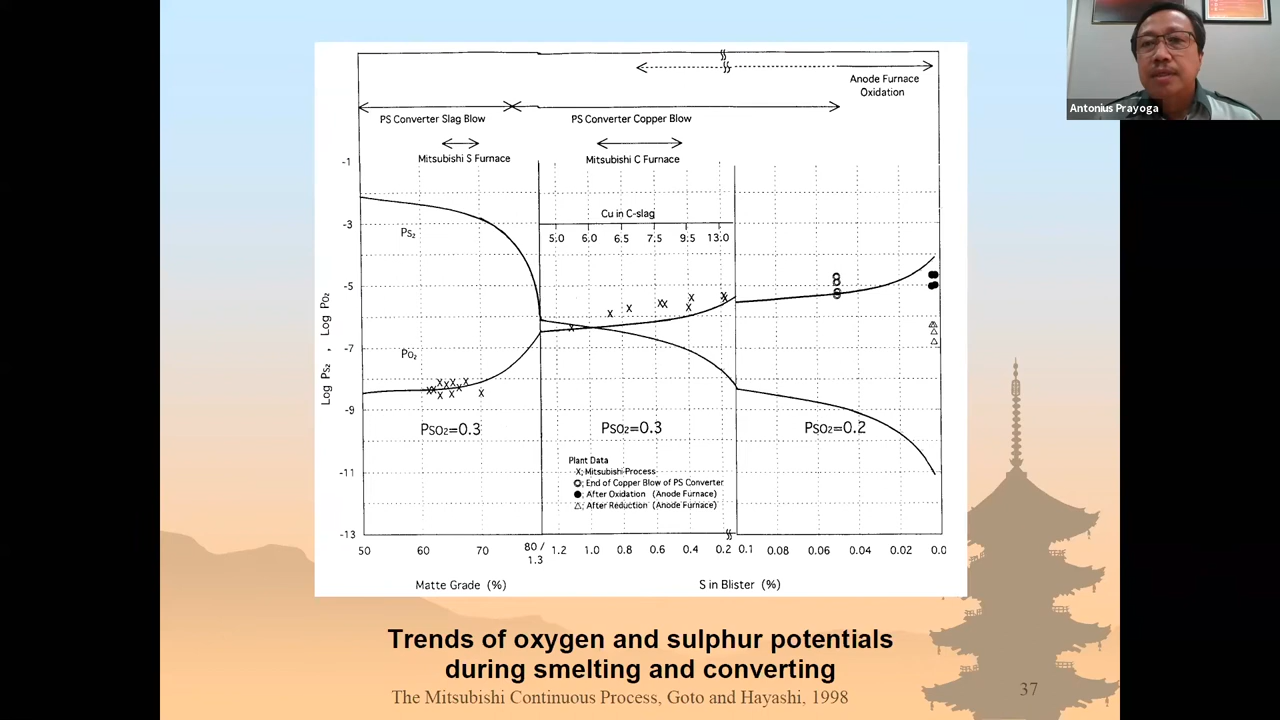 Antonius Prayoga
Anode Furnace
Oxidation
PS Converter Slag Blow
PS Converter Copper Blow
Mitsubishi S Furnace
Mitsubishi C Furnace
Cu in C-slag
5.0 6.0 6.5 7.5 9.5 13.0
Log PS2 , Log PO2
-1
-3
-5
-7
-9
-11
-13
PS2
PO2
PSO2=0.3
PSO2=0.3
PSO2=0.2
Plant Data
X; Mitsubishi Process
O; End of Copper Blow of PS Converter
●; After Oxidation (Anode Furnace)
△; After Reduction (Anode Furnace)
50 60 70 80 / 1.3 1.2 1.0 0.8 0.6 0.4 0.2 0.1 0.08 0.06 0.04 0.02 0.0
Matte Grade (%)
S in Blister (%)
Trends of oxygen and sulphur potentials
during smelting and converting
The Mitsubishi Continuous Process, Goto and Hayashi, 1998
37